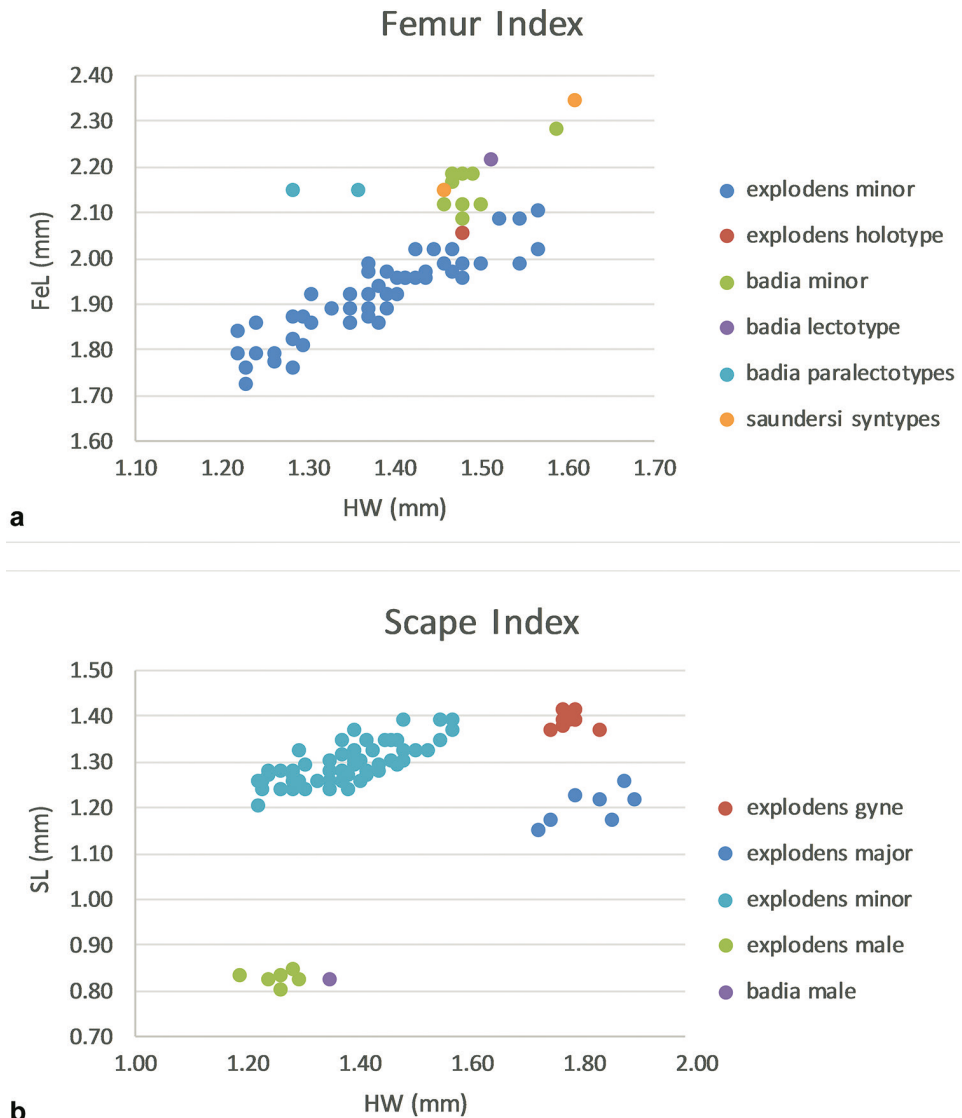 Femur Index
2.40
2.30
2.20
2.10
2.00
1.90
1.80
1.70
1.60
FeL (mm)
1.10 1.20 1.30 1.40 1.50 1.60 1.70
HW (mm)
explodens minor
explodens holotype
badia minor
badia lectotype
badia paralectotypes
saundersi syntypes
a
Scape Index
1.50
1.40
1.30
1.20
1.10
1.00
0.90
0.80
0.70
SL (mm)
1.00 1.20 1.40 1.60 1.80 2.00
HW (mm)
explodens gyne
explodens major
explodens minor
explodens male
badia male
b